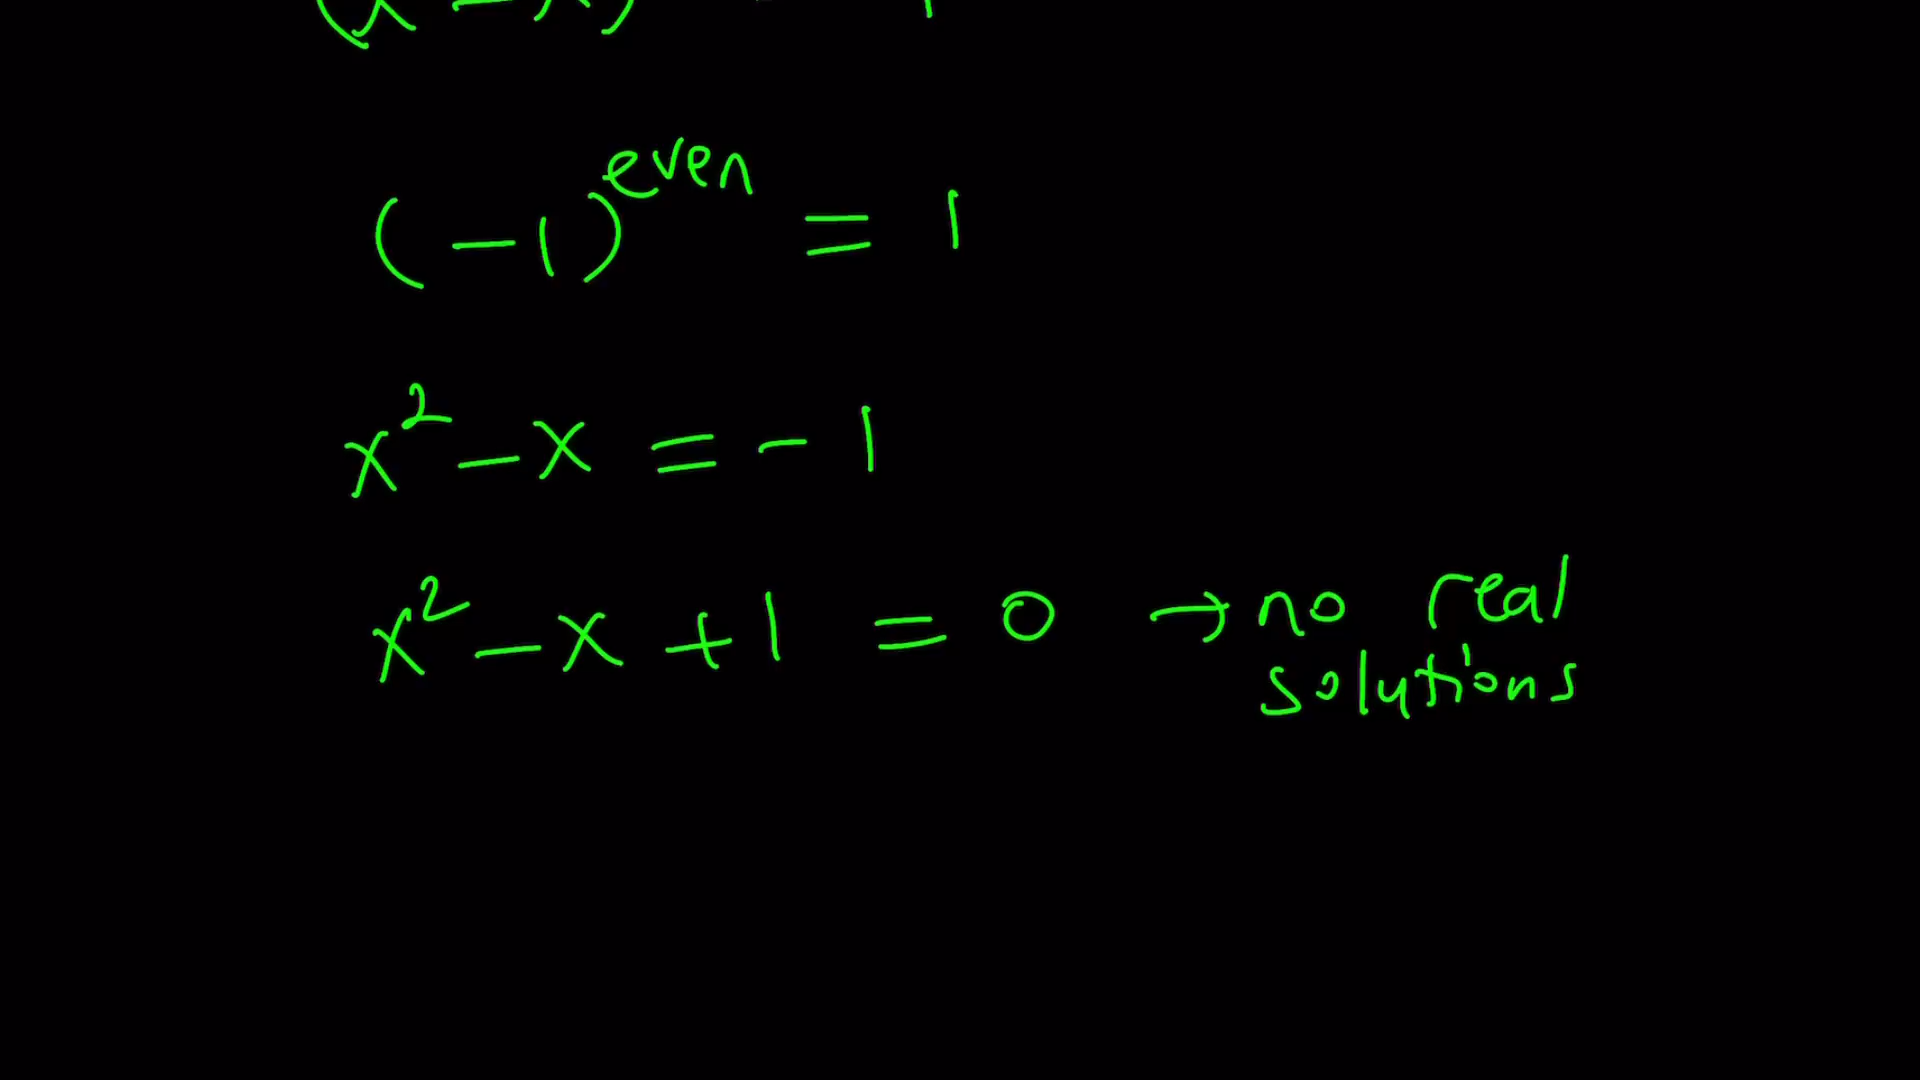 (-1)^even = 1
x² - x = -1
x² - x + 1 = 0 → no real
solutions